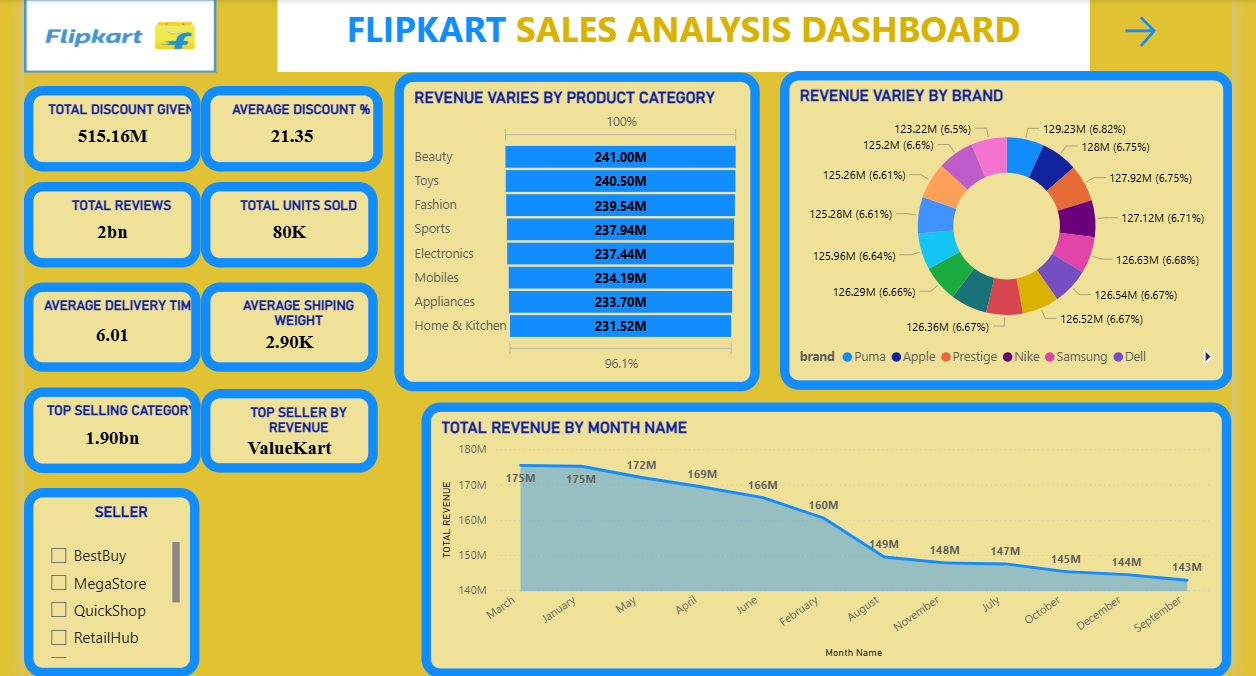 Flipkart
FLIPKART SALES ANALYSIS DASHBOARD
TOTAL DISCOUNT GIVEN
515.16M
AVERAGE DISCOUNT %
21.35
TOTAL REVIEWS
2bn
TOTAL UNITS SOLD
80K
AVERAGE DELIVERY TIM
6.01
AVERAGE SHIPING
WEIGHT
2.90K
TOP SELLING CATEGORY
1.90bn
TOP SELLER BY
REVENUE
ValueKart
SELLER
BestBuy
MegaStore
QuickShop
RetailHub
REVENUE VARIES BY PRODUCT CATEGORY
100%
Beauty 241.00M
Toys 240.50M
Fashion 239.54M
Sports 237.94M
Electronics 237.44M
Mobiles 234.19M
Appliances 233.70M
Home & Kitchen 231.52M
96.1%
REVENUE VARIEY BY BRAND
123.22M (6.5%) 129.23M (6.82%)
125.2M (6.6%) 128M (6.75%)
125.26M (6.61%) 127.92M (6.75%)
125.28M (6.61%) 127.12M (6.71%)
125.96M (6.64%) 126.63M (6.68%)
126.29M (6.66%) 126.54M (6.67%)
126.36M (6.67%) 126.52M (6.67%)
brand Puma Apple Prestige Nike Samsung Dell
TOTAL REVENUE BY MONTH NAME
TOTAL REVENUE
180M
170M
160M
150M
140M
175M 175M 172M 169M 166M 160M 149M 148M 147M 145M 144M 143M
March January May April June February August November July October December September
Month Name